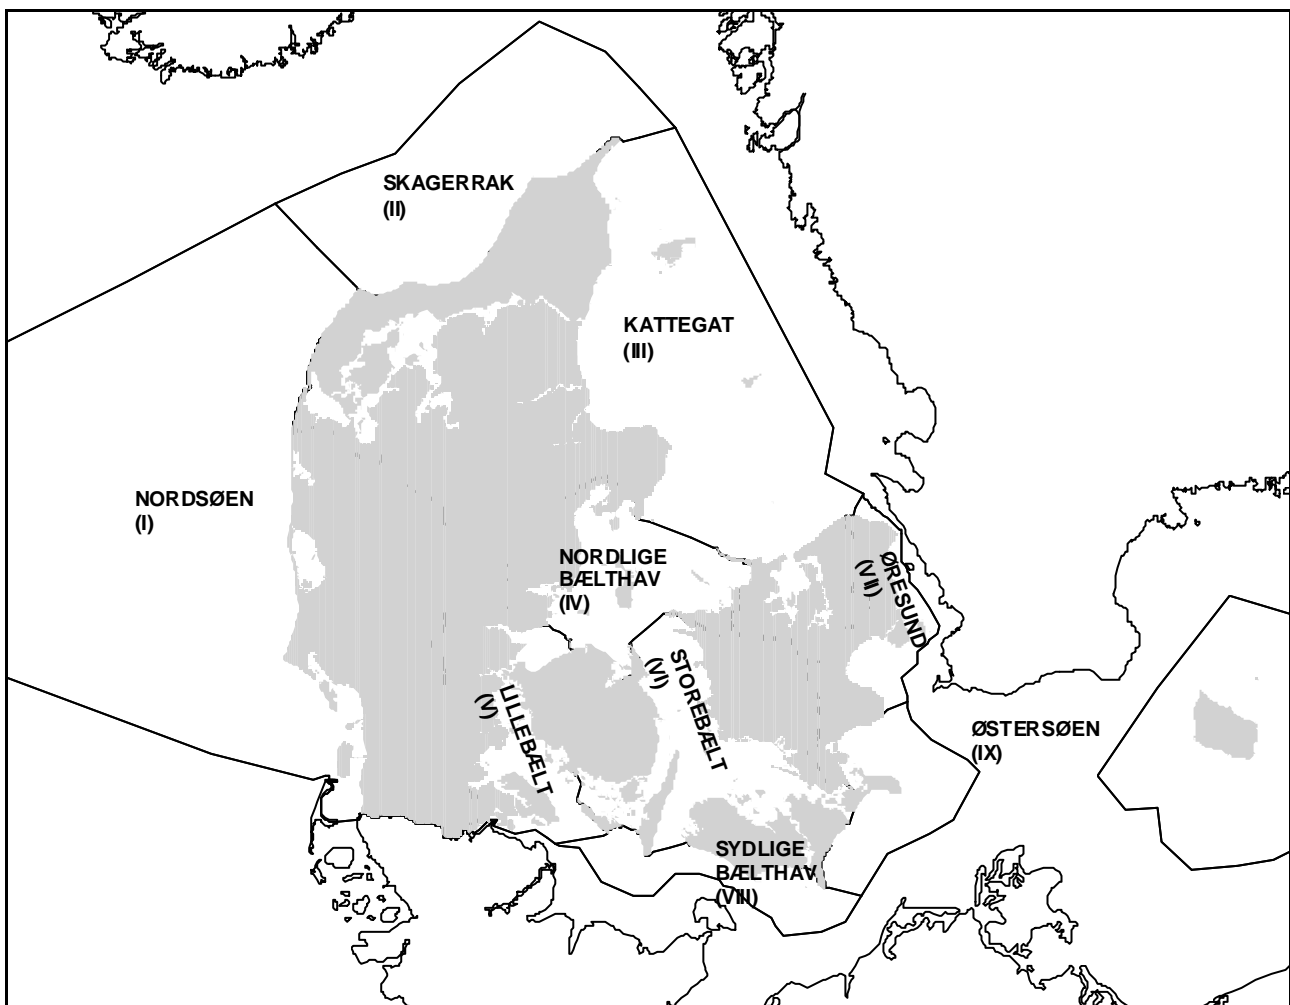 SKAGERRAK
(II)
KATTEGAT
(III)
NORDSØEN
(I)
NORDLIGE
BÆLTHAV
(IV)
ØRESUND
(VII)
STOREBÆLT
(VI)
LILLEBÆLT
(V)
ØSTERSØEN
(IX)
SYDLIGE
BÆLTHAV
(VIII)